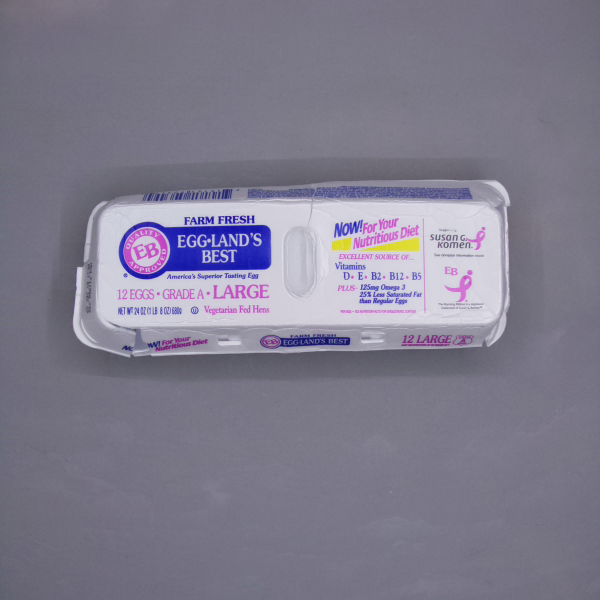 FARM FRESH
QUALITY
EB
APPROVED
EGG·LAND'S
BEST
®
America's Superior Tasting Egg
12 EGGS · GRADE A · LARGE
NET WT 24 OZ (1 LB 8 OZ) 680g
Vegetarian Fed Hens
NOW! For Your
Nutritious Diet
EXCELLENT SOURCE OF...
Vitamins
D · E · B2 · B12 · B5
PLUS- 125mg Omega 3
25% Less Saturated Fat
than Regular Eggs
susan G.
komen
EB
NOW! For Your
Nutritious Diet
FARM FRESH
EB EGG·LAND'S BEST
12 LARGE